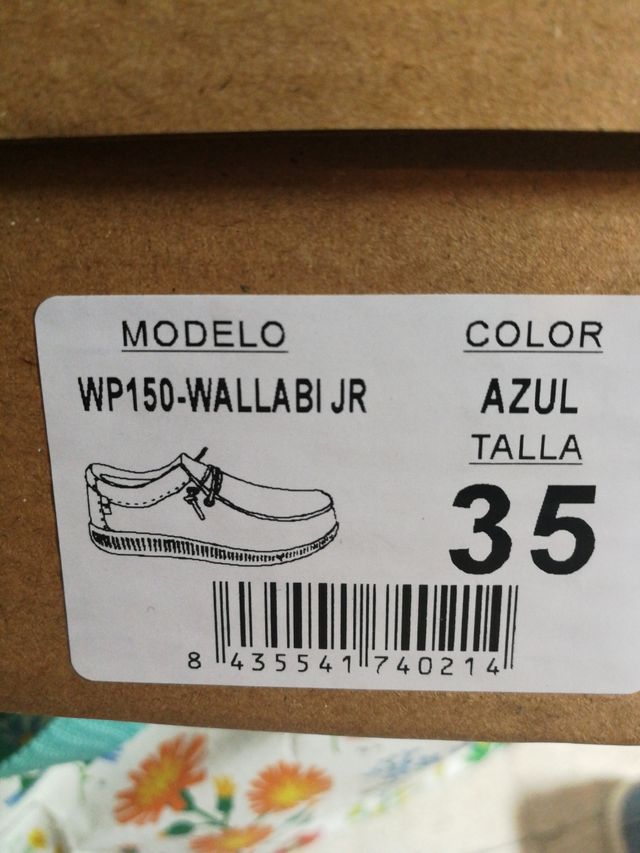 MODELO
WP150-WALLABI JR
COLOR
AZUL
TALLA
35
8 435541 740214